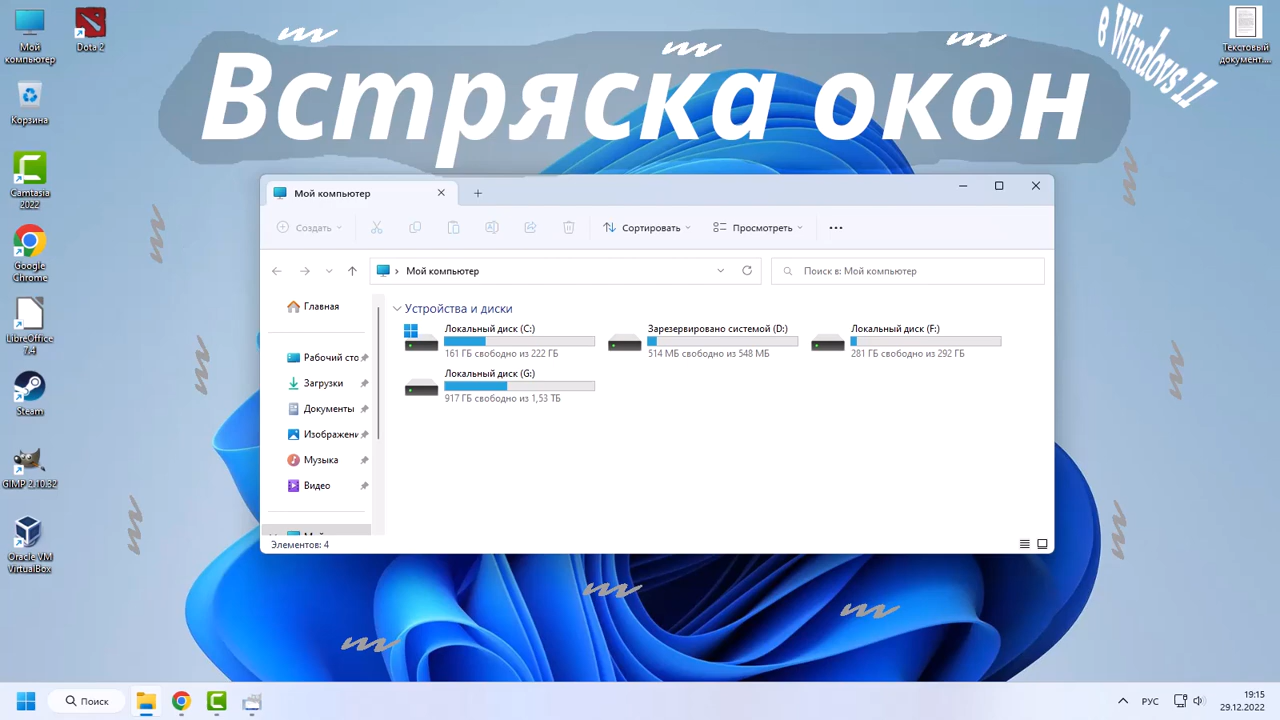 Встряска окон
в Windovs 11
Мой компьютер
Dota 2
Текстовый документ...
Корзина
Camtasia 2022
Google Chrome
LibreOffice 7.4
Steam
GIMP 2.10.32
Oracle VM VirtualBox
Мой компьютер
Создать
Сортировать
Просмотреть
Мой компьютер
Поиск в: Мой компьютер
Главная
Рабочий сто
Загрузки
Документы
Изображени
Музыка
Видео
Устройства и диски
Локальный диск (C:)
161 ГБ свободно из 222 ГБ
Зарезервировано системой (D:)
514 МБ свободно из 548 МБ
Локальный диск (F:)
281 ГБ свободно из 292 ГБ
Локальный диск (G:)
917 ГБ свободно из 1,53 ТБ
Элементов: 4
Поиск
РУС
19:15
29.12.2022